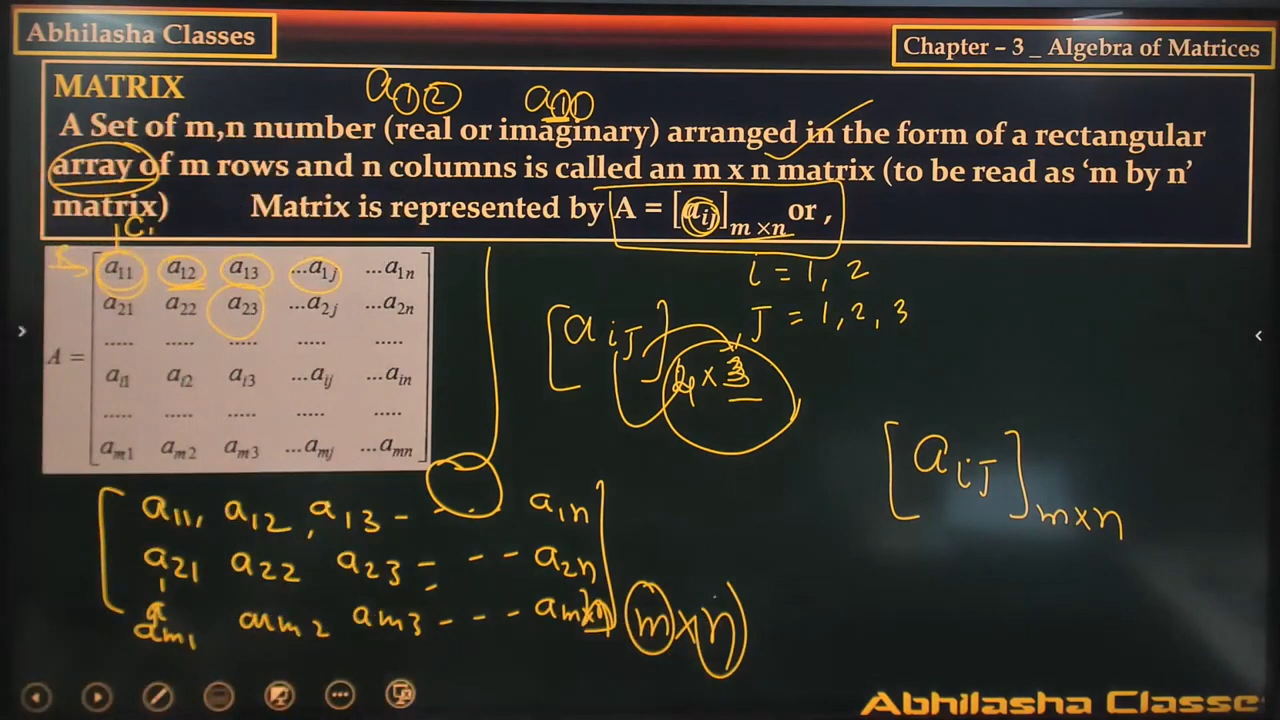 Abhilasha Classes
Chapter – 3 _ Algebra of Matrices
MATRIX
a12 a11
A Set of m,n number (real or imaginary) arranged in the form of a rectangular
array of m rows and n columns is called an m x n matrix (to be read as ‘m by n’
matrix) Matrix is represented by A = [aij] m ×n or ,
C1
a11 a12 a13 ...a1j ...a1n
a21 a22 a23 ...a2j ...a2n
..... ..... ..... ..... .....
A =
ai1 ai2 ai3 ...aij ...ain
..... ..... ..... ..... .....
am1 am2 am3 ...amj ...amn
i = 1, 2
J = 1, 2, 3
[aiJ] × 3
[aiJ] m×n
a11, a12, a13 - - - a1n
a21 a22 a23 - - - a2n
am1 am2 am3 - - - amxn m×n
Abhilasha Classe